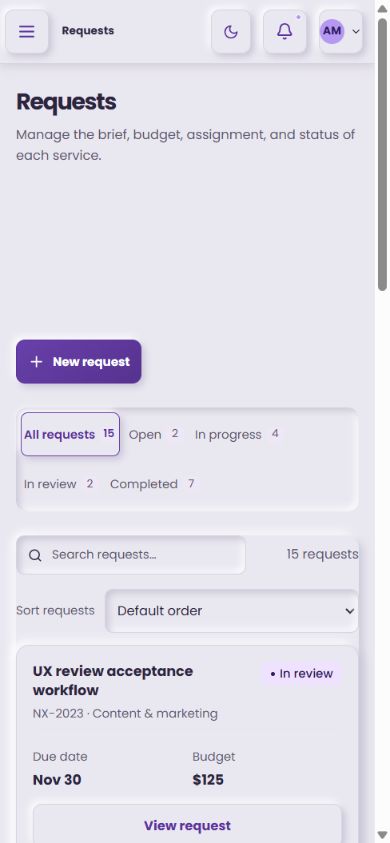 Requests
AM
Requests
Manage the brief, budget, assignment, and status of
each service.
New request
All requests 15 Open 2 In progress 4
In review 2 Completed 7
Search requests...
15 requests
Sort requests
Default order
UX review acceptance
workflow
In review
NX-2023 · Content & marketing
Due date Budget
Nov 30 $125
View request